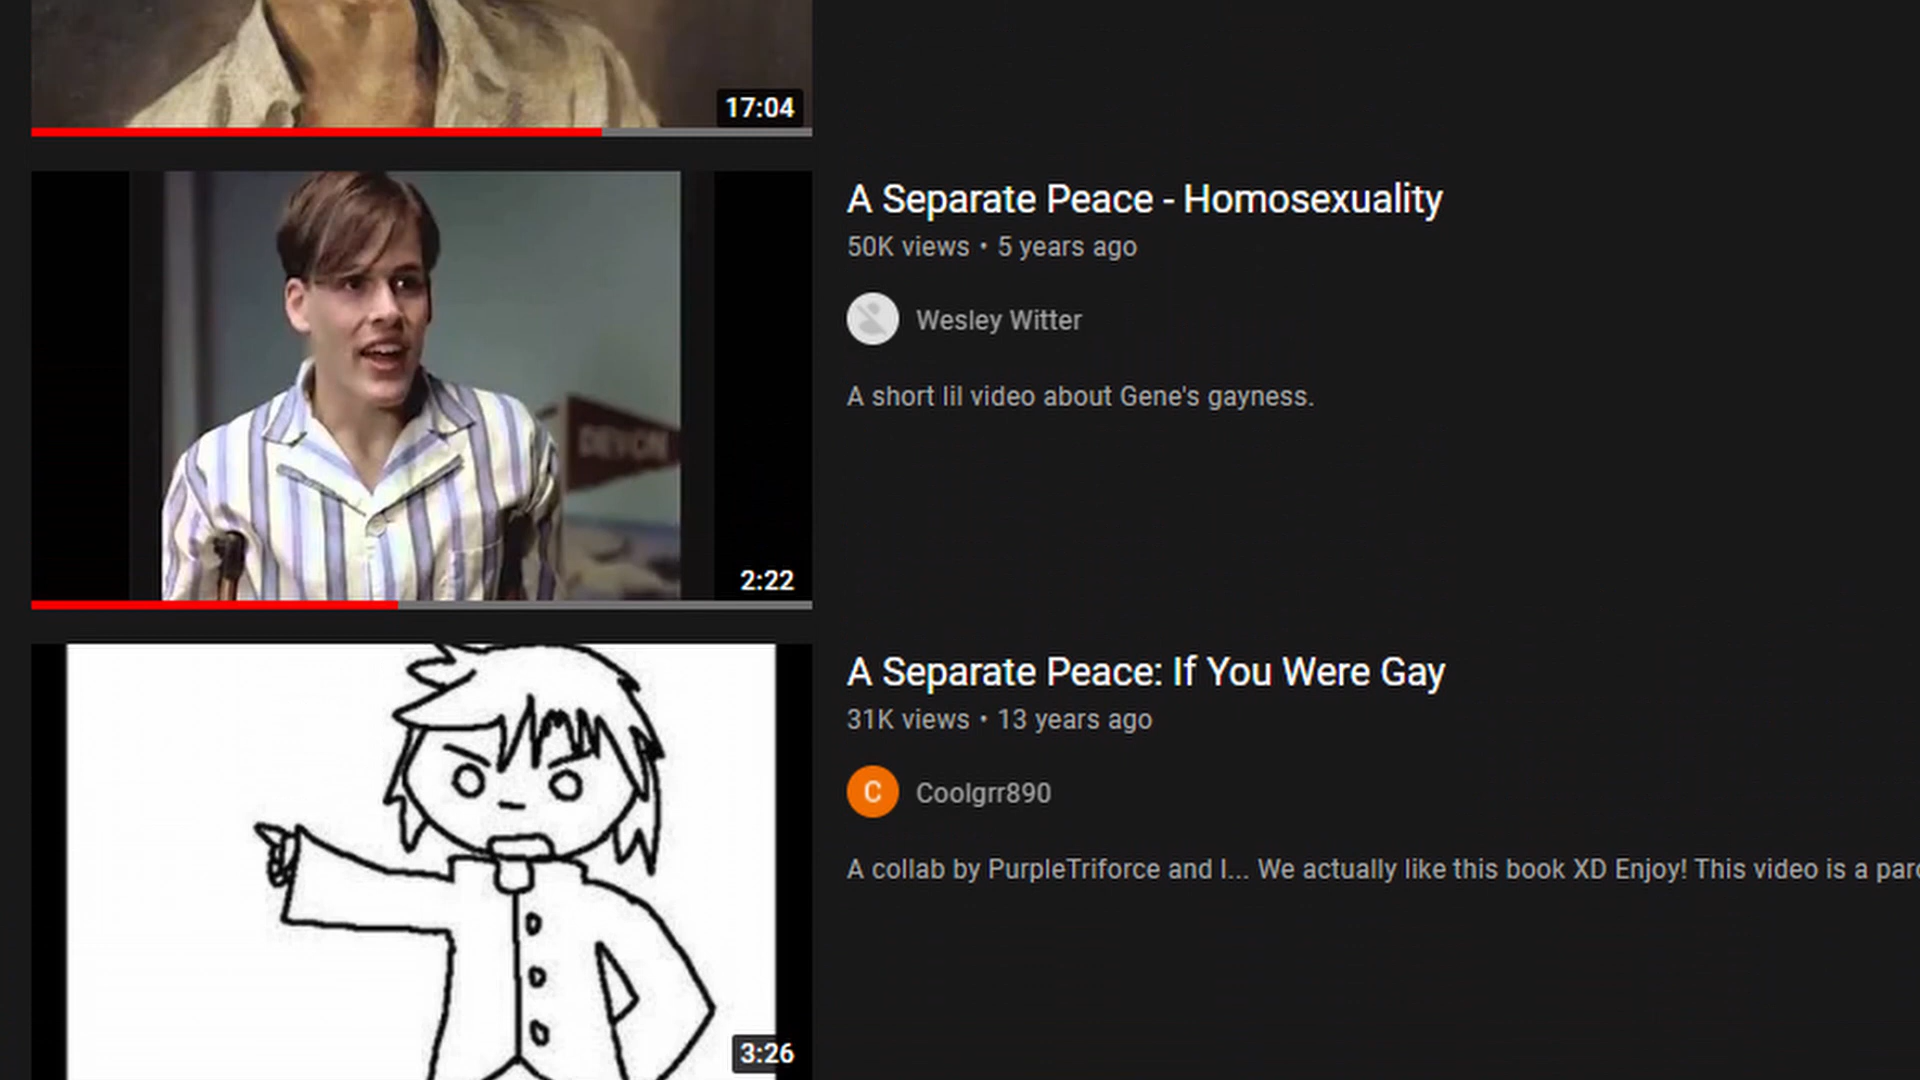 17:04
A Separate Peace - Homosexuality
50K views • 5 years ago
Wesley Witter
A short lil video about Gene's gayness.
DEVON
2:22
A Separate Peace: If You Were Gay
31K views • 13 years ago
C Coolgrr890
A collab by PurpleTriforce and I... We actually like this book XD Enjoy! This video is a
3:26